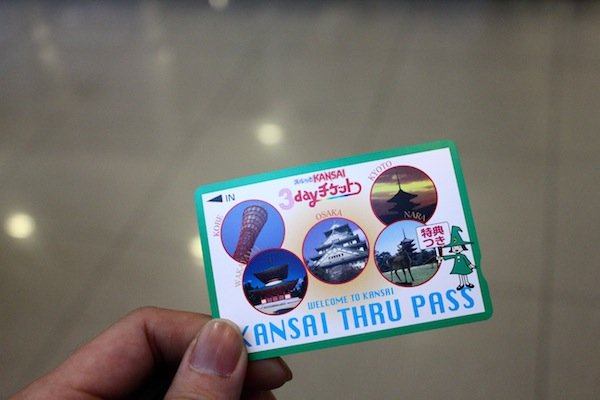 IN
スルッとKANSAI
3dayチケット
KOBE
OSAKA
KYOTO
NARA
WAKA
特典
つき
WELCOME TO KANSAI
KANSAI THRU PASS